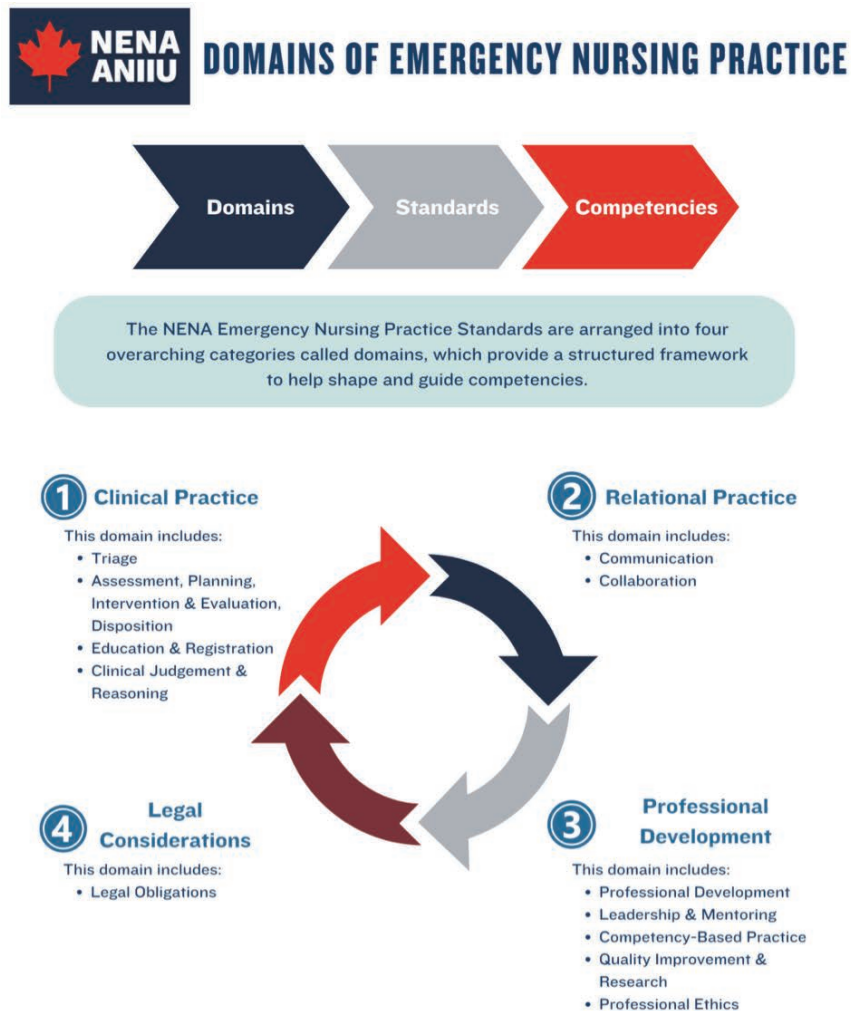 NENA
ANIIU
DOMAINS OF EMERGENCY NURSING PRACTICE
Domains
Standards
Competencies
The NENA Emergency Nursing Practice Standards are arranged into four
overarching categories called domains, which provide a structured framework
to help shape and guide competencies.
1 Clinical Practice
This domain includes:
• Triage
• Assessment, Planning,
Intervention & Evaluation,
Disposition
• Education & Registration
• Clinical Judgement &
Reasoning
2 Relational Practice
This domain includes:
• Communication
• Collaboration
3 Professional
Development
This domain includes:
• Professional Development
• Leadership & Mentoring
• Competency-Based Practice
• Quality Improvement &
Research
• Professional Ethics
4 Legal
Considerations
This domain includes:
• Legal Obligations